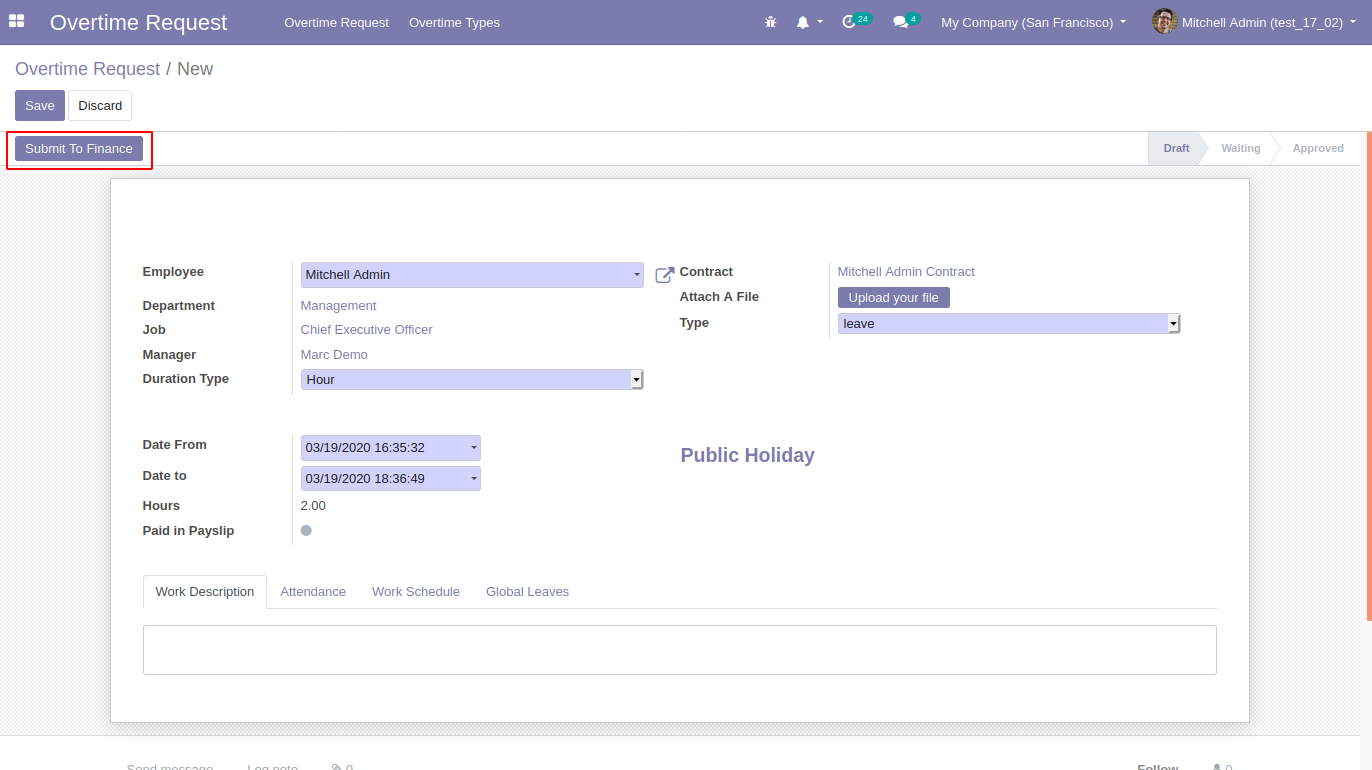 Overtime Request Overtime Request Overtime Types 24 4 My Company (San Francisco) Mitchell Admin (test_17_02)
Overtime Request / New
Save Discard
Submit To Finance Draft Waiting Approved
Employee Mitchell Admin Contract Mitchell Admin Contract
Attach A File Upload your file
Department Management
Type leave
Job Chief Executive Officer
Manager Marc Demo
Duration Type Hour
Date From 03/19/2020 16:35:32 Public Holiday
Date to 03/19/2020 18:36:49
Hours 2.00
Paid in Payslip
Work Description Attendance Work Schedule Global Leaves
Send message Log note 0 Follow 0